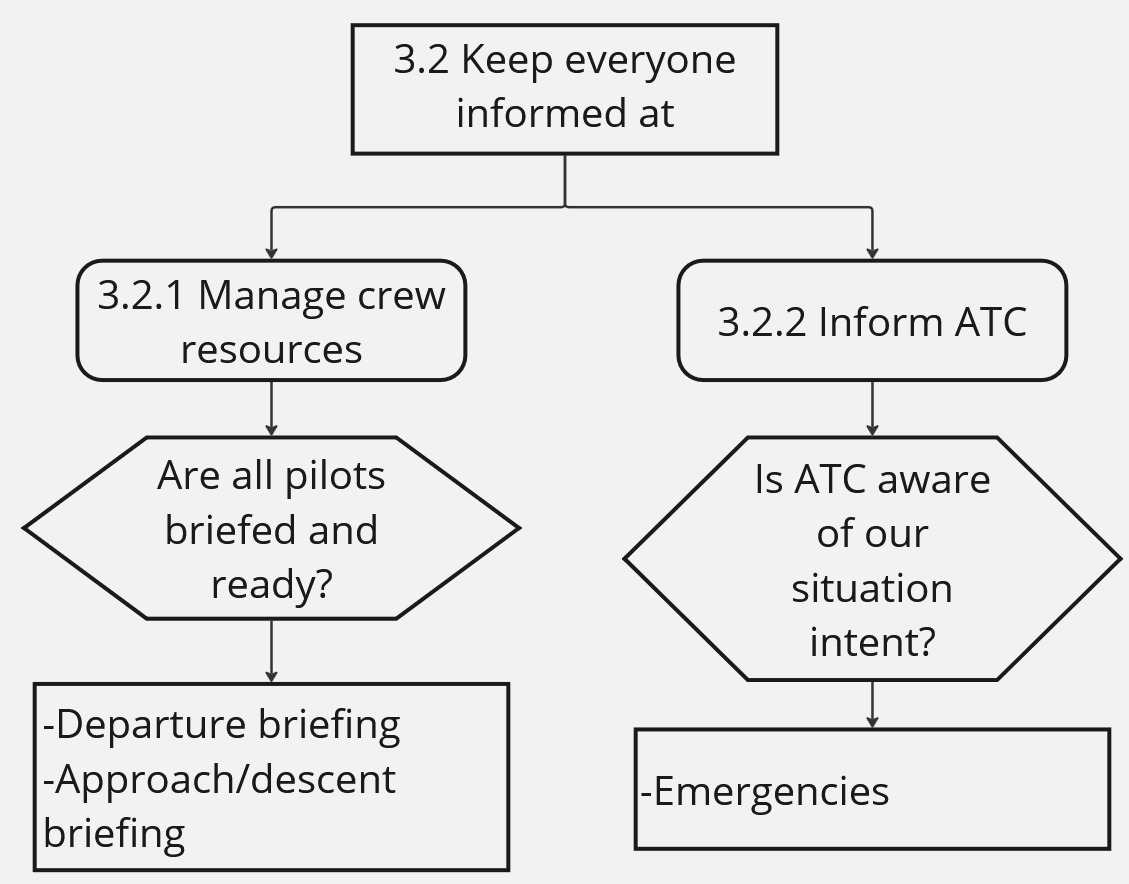 3.2 Keep everyone
informed at
3.2.1 Manage crew
resources
3.2.2 Inform ATC
Are all pilots
briefed and
ready?
Is ATC aware
of our
situation
intent?
-Departure briefing
-Approach/descent
briefing
-Emergencies